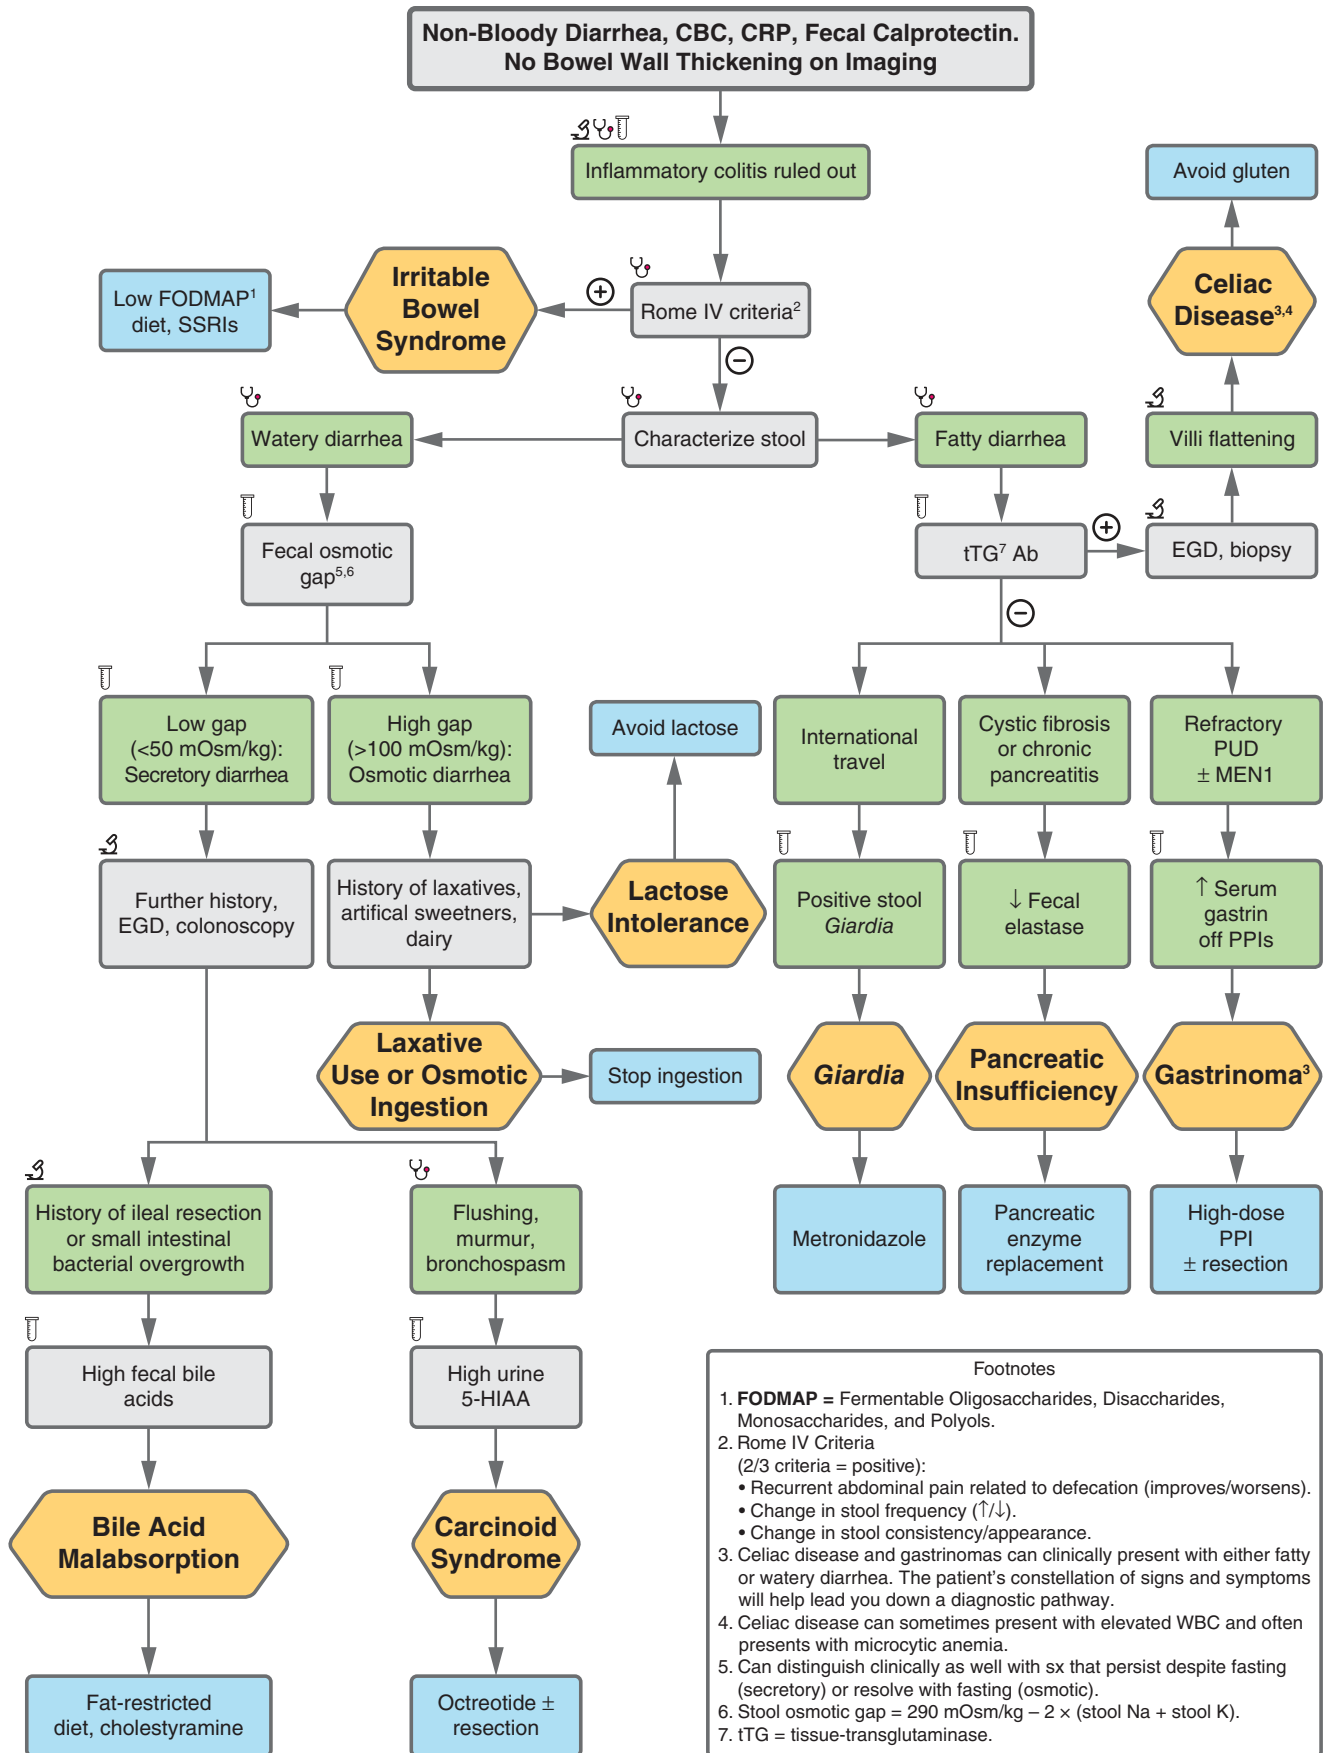 Non-Bloody Diarrhea, CBC, CRP, Fecal Calprotectin.
No Bowel Wall Thickening on Imaging
Inflammatory colitis ruled out
Avoid gluten
Low FODMAP1
diet, SSRIs
Irritable
Bowel
Syndrome
+
Rome IV criteria2
Celiac
Disease3,4
−
Watery diarrhea
Characterize stool
Fatty diarrhea
Villi flattening
Fecal osmotic
gap5,6
tTG7 Ab
+
EGD, biopsy
−
Low gap
(<50 mOsm/kg):
Secretory diarrhea
High gap
(>100 mOsm/kg):
Osmotic diarrhea
Avoid lactose
International
travel
Cystic fibrosis
or chronic
pancreatitis
Refractory
PUD
± MEN1
Further history,
EGD, colonoscopy
History of laxatives,
artifical sweetners,
dairy
Lactose
Intolerance
Positive stool
Giardia
↓ Fecal
elastase
↑ Serum
gastrin
off PPIs
Laxative
Use or Osmotic
Ingestion
Stop ingestion
Giardia
Pancreatic
Insufficiency
Gastrinoma3
History of ileal resection
or small intestinal
bacterial overgrowth
Flushing,
murmur,
bronchospasm
Metronidazole
Pancreatic
enzyme
replacement
High-dose
PPI
± resection
High fecal bile
acids
High urine
5-HIAA
Bile Acid
Malabsorption
Carcinoid
Syndrome
Fat-restricted
diet, cholestyramine
Octreotide ±
resection
Footnotes
1. FODMAP = Fermentable Oligosaccharides, Disaccharides,
Monosaccharides, and Polyols.
2. Rome IV Criteria
(2/3 criteria = positive):
• Recurrent abdominal pain related to defecation (improves/worsens).
• Change in stool frequency (↑/↓).
• Change in stool consistency/appearance.
3. Celiac disease and gastrinomas can clinically present with either fatty
or watery diarrhea. The patient's constellation of signs and symptoms
will help lead you down a diagnostic pathway.
4. Celiac disease can sometimes present with elevated WBC and often
presents with microcytic anemia.
5. Can distinguish clinically as well with sx that persist despite fasting
(secretory) or resolve with fasting (osmotic).
6. Stool osmotic gap = 290 mOsm/kg – 2 × (stool Na + stool K).
7. tTG = tissue-transglutaminase.